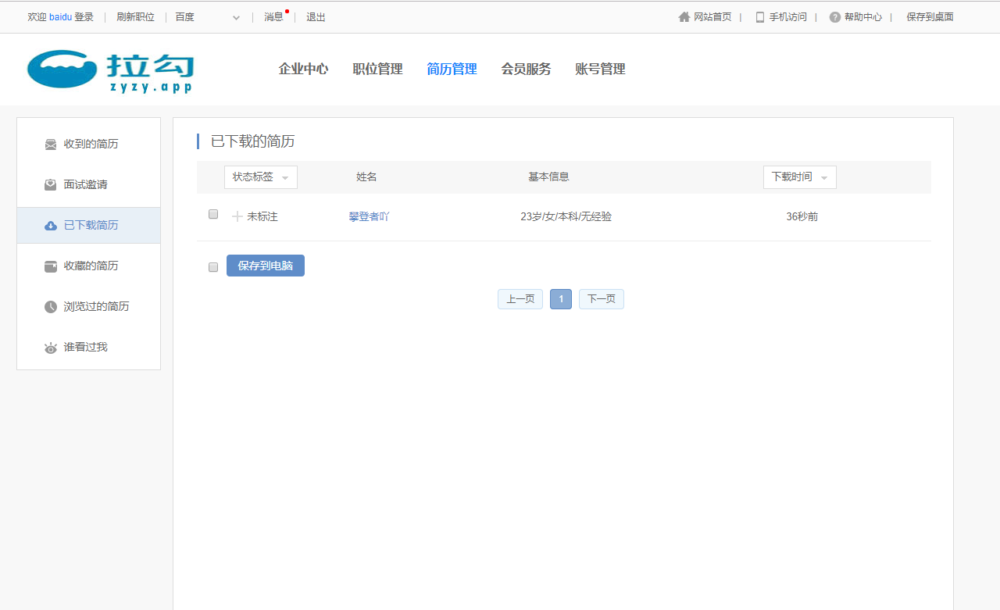 欢迎 baidu 登录 | 刷新职位 | 百度 | 消息 | 退出 网站首页 | 手机访问 | 帮助中心 | 保存到桌面
拉勾
zyzy.app
企业中心 职位管理 简历管理 会员服务 账号管理
收到的简历
面试邀请
已下载简历
收藏的简历
浏览过的简历
谁看过我
已下载的简历
状态标签 姓名 基本信息 下载时间
未标注 攀登者吖 23岁/女/本科/无经验 36秒前
保存到电脑
上一页 1 下一页